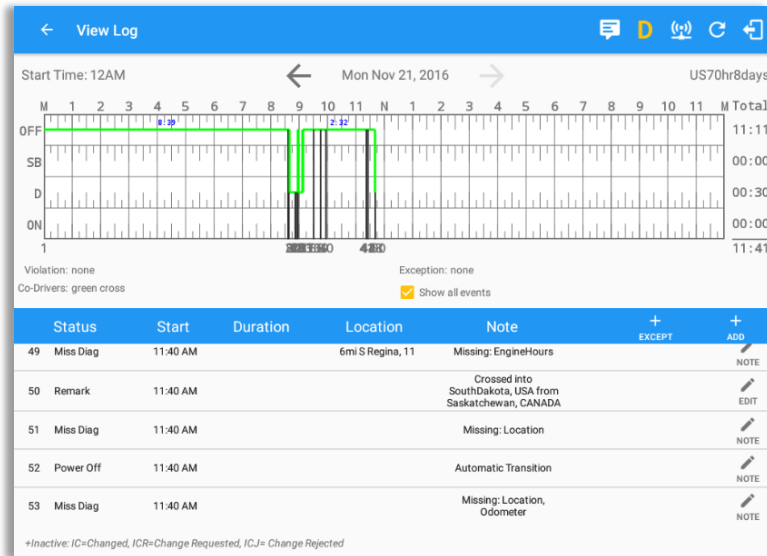 View Log
D
Start Time: 12AM
Mon Nov 21, 2016
US70hr8days
M 1 2 3 4 5 6 7 8 9 10 11 N 1 2 3 4 5 6 7 8 9 10 11 M Total
8:39
2:32
OFF 11:11
SB 00:00
D 00:30
ON 00:00
1
11:41
Violation: none
Exception: none
Co-Drivers: green cross
Show all events
Status Start Duration Location Note + EXCEPT + ADD
49 Miss Diag 11:40 AM 6mi S Regina, 11 Missing: EngineHours NOTE
Crossed into
50 Remark 11:40 AM SouthDakota, USA from EDIT
Saskatchewan, CANADA
51 Miss Diag 11:40 AM Missing: Location NOTE
52 Power Off 11:40 AM Automatic Transition NOTE
53 Miss Diag 11:40 AM Missing: Location, NOTE
Odometer
+Inactive: IC=Changed, ICR=Change Requested, ICJ= Change Rejected